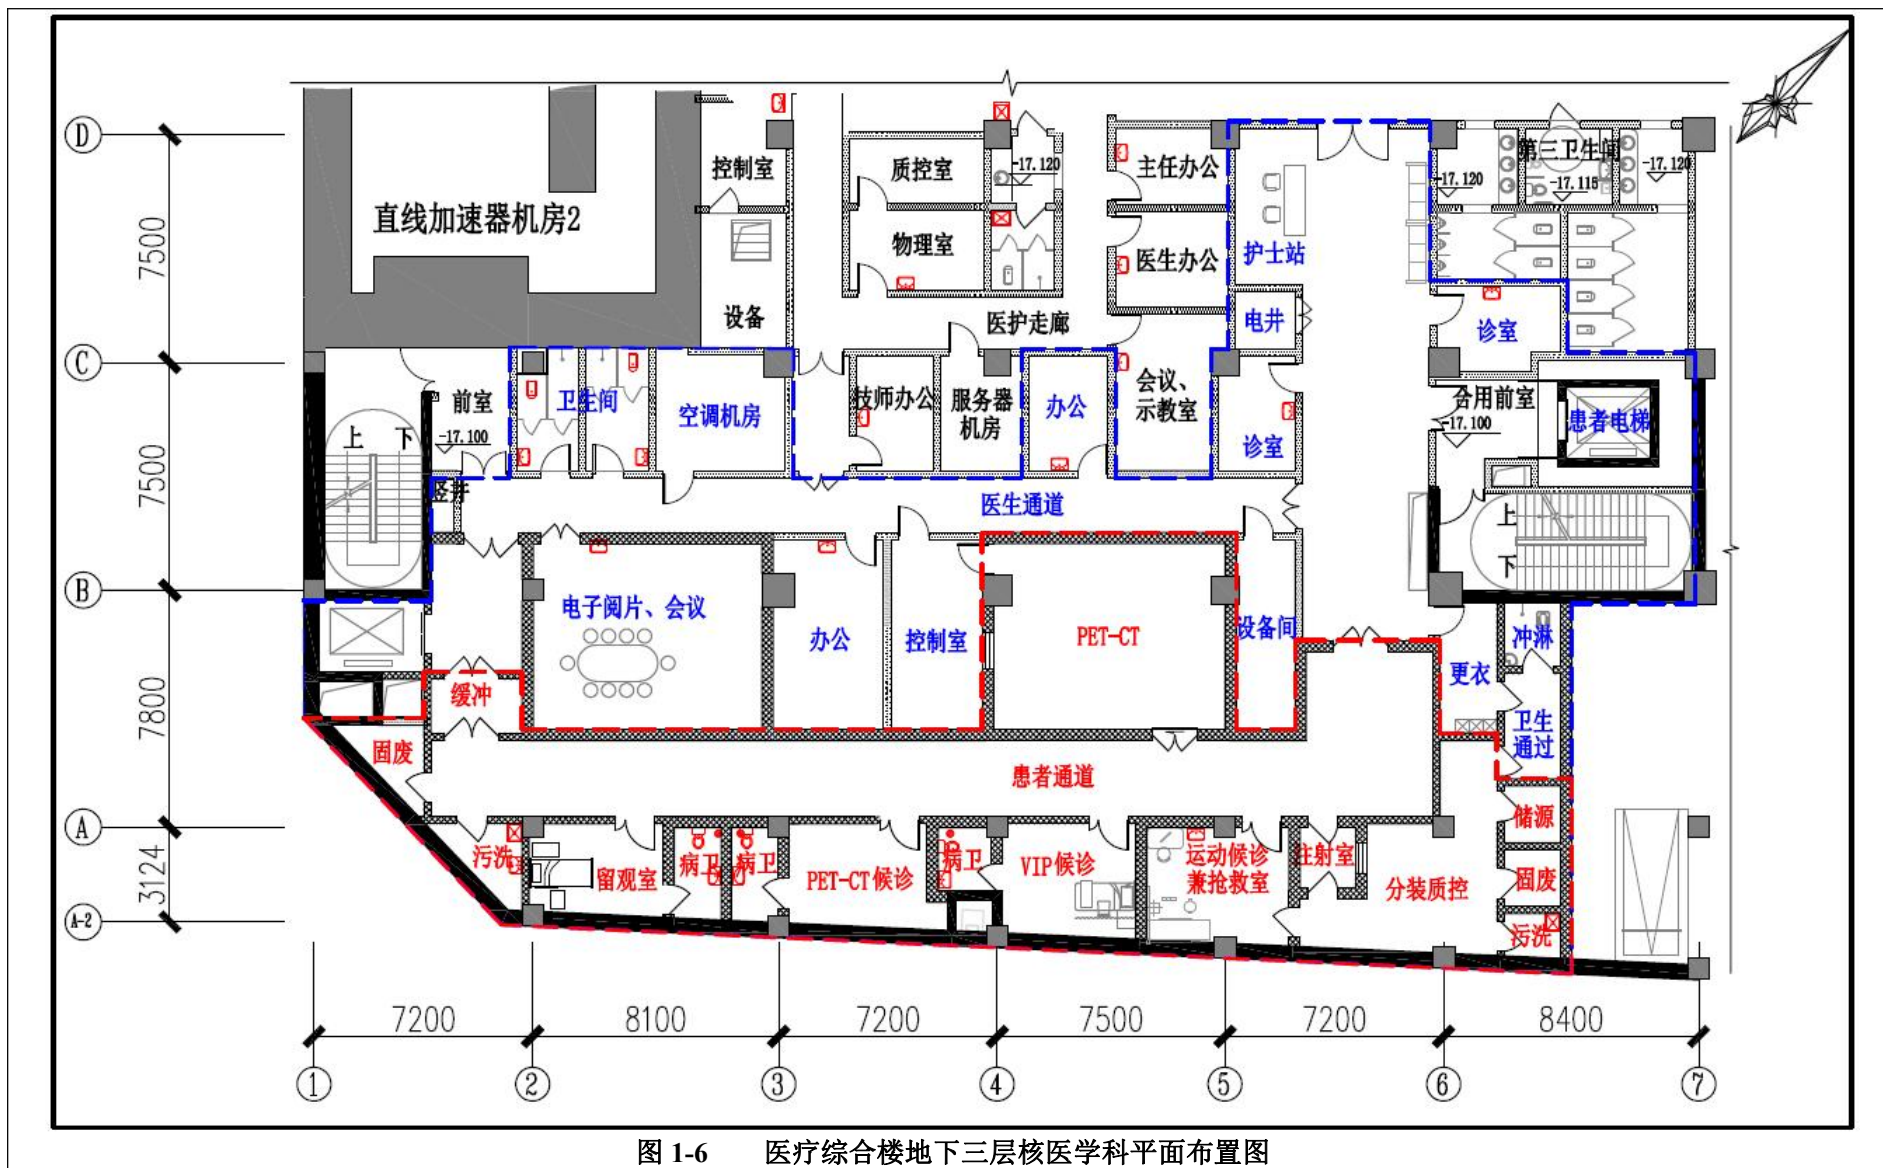 D
控制室
质控室
-17.120
主任办公
第三卫生间
-17.120
-17.120
-17.115
7500
直线加速器机房2
物理室
医生办公
护士站
设备
医护走廊
电井
诊室
C
前室
卫生间
空调机房
技师办公
服务器
机房
办公
会议、
示教室
诊室
合用前室
患者电梯
-17.100
-17.100
上
下
7500
竖井
医生通道
上
下
B
电子阅片、会议
办公
控制室
PET-CT
设备间
冲淋
更衣
7800
缓冲
卫生
通过
固废
患者通道
储源
A
3124
污洗
留观室
病卫
病卫
PET-CT候诊
病卫
VIP候诊
运动候诊
兼抢救室
注射室
分装质控
固废
污洗
A-2
7200
8100
7200
7500
7200
8400
1
2
3
4
5
6
7
图 1-6 医疗综合楼地下三层核医学科平面布置图